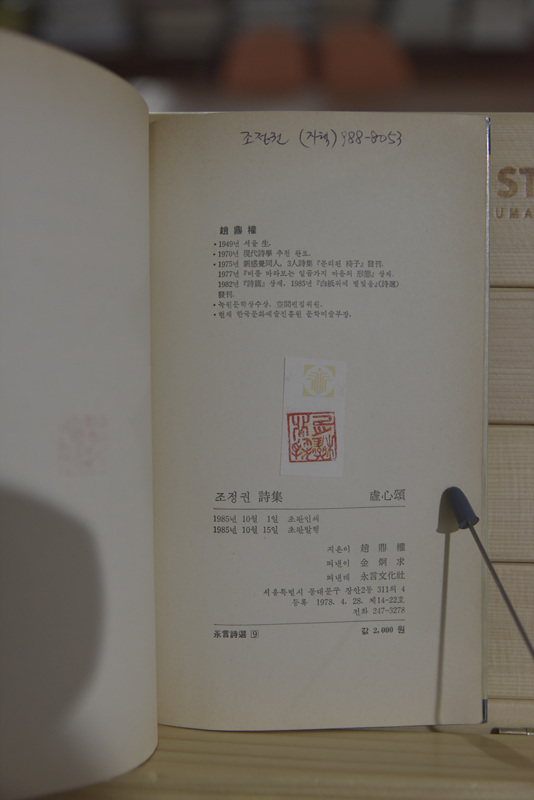 조정권 (자택) 988-8053
趙 鼎 權
• 1949년 서울 生.
• 1970년 現代詩學 추천 완료.
• 1975년 新感覺同人, 3人詩集 『유리된 椅子』 發刊.
1977년 『비를 바라보는 일곱가지 마음의 形態』 상재.
1982년 『詩篇』 상재. 1985년 『白紙위에 별빛을』(詩選)
發刊.
• 녹원문학상수상. 空間편집위원.
• 현재 한국문화예술진흥원 문학미술부장.
조정권 詩集 虛心頌
1985년 10월 1일 초판인쇄
1985년 10월 15일 초판발행
지은이 趙 鼎 權
펴낸이 金 炯 求
펴낸데 永言文化社
서울특별시 동대문구 장안2동 311의 4
등록 1978. 4. 28. 제14-22호
전화 247-3278
永言詩選 ⑨ 값 2,000 원
ST
UMA